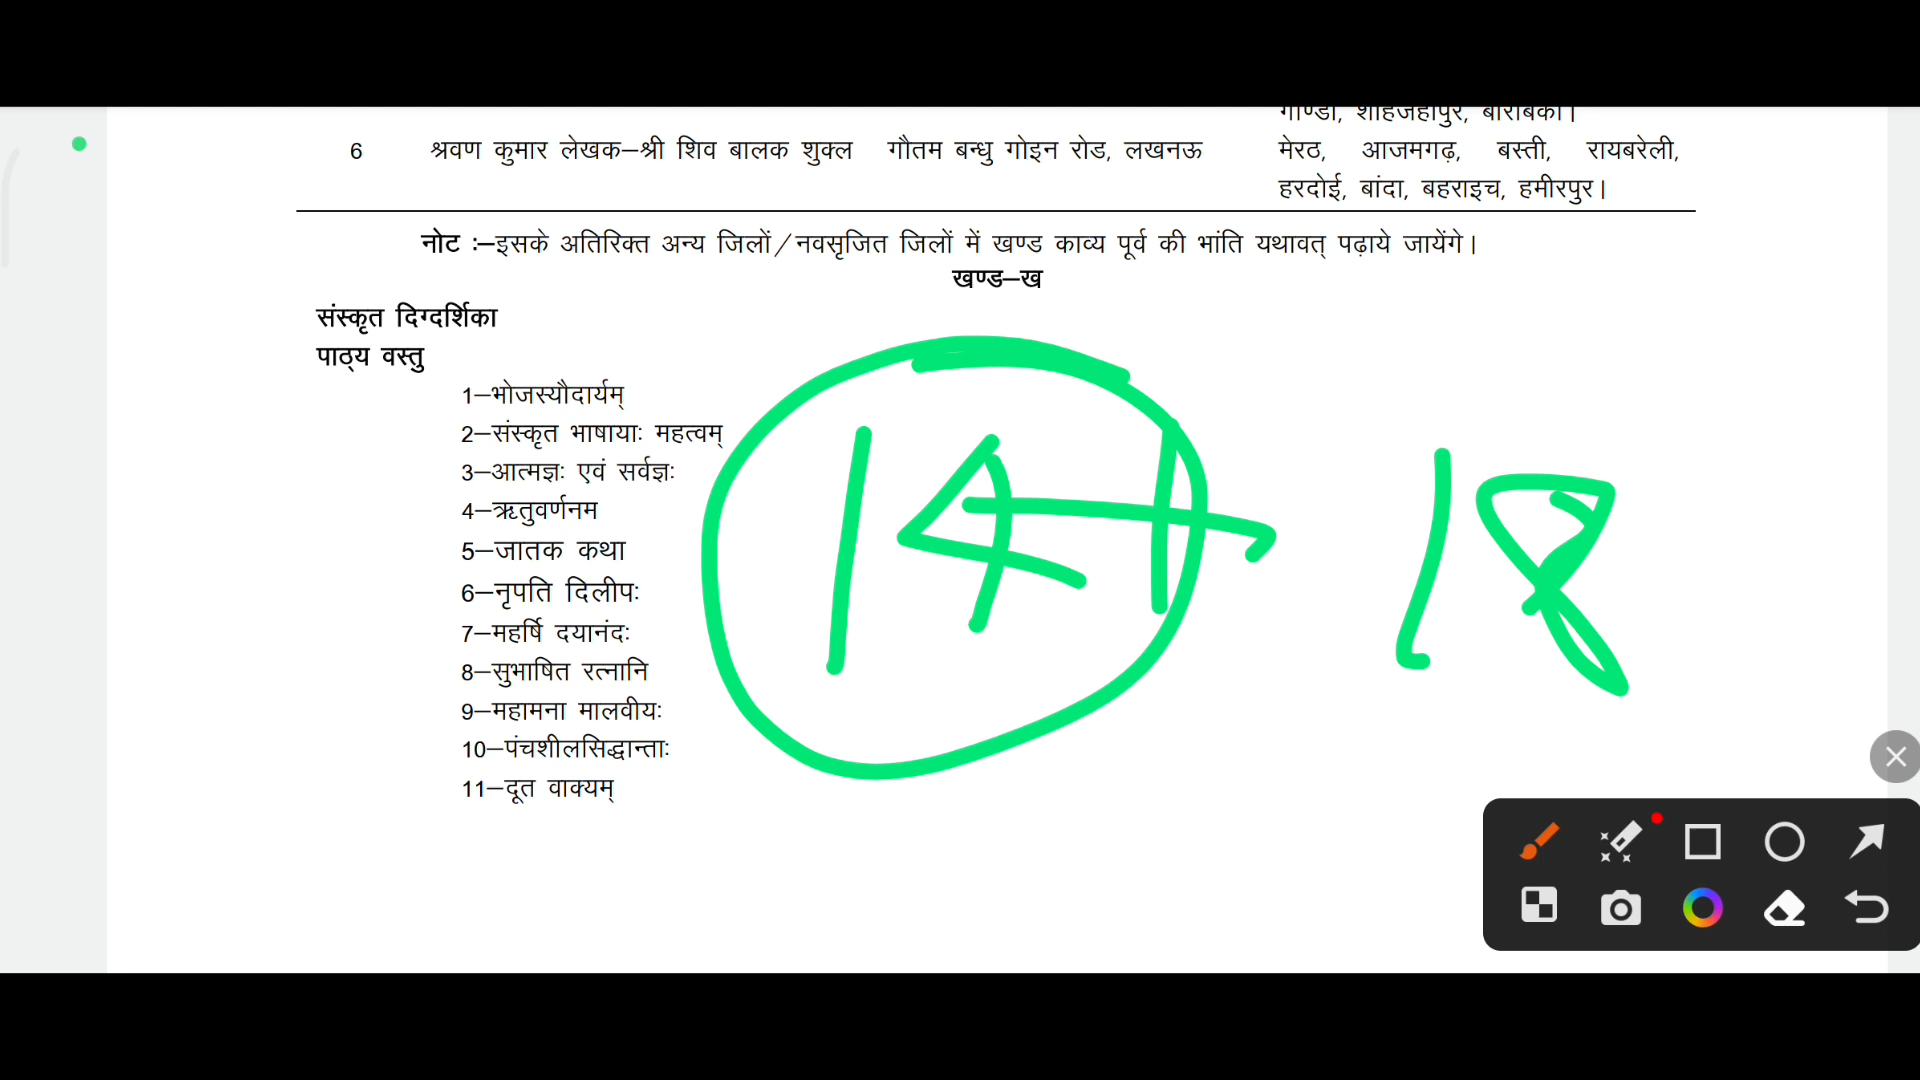 6 श्रवण कुमार लेखक—श्री शिव बालक शुक्ल गौतम बन्धु गोइन रोड, लखनऊ मेरठ, आजमगढ़, बस्ती, रायबरेली,
हरदोई, बांदा, बहराइच, हमीरपुर।
नोट :—इसके अतिरिक्त अन्य जिलों/नवसृजित जिलों में खण्ड काव्य पूर्व की भांति यथावत् पढ़ाये जायेंगे।
खण्ड—ख
संस्कृत दिग्दर्शिका
पाठ्य वस्तु
1—भोजस्यौदार्यम्
2—संस्कृत भाषायाः महत्वम्
3—आत्मज्ञः एवं सर्वज्ञः
4—ऋतुवर्णनम
5—जातक कथा
6—नृपति दिलीपः
7—महर्षि दयानंदः
8—सुभाषित रत्नानि
9—महामना मालवीयः
10—पंचशीलसिद्धान्ताः
11—दूत वाक्यम्
18